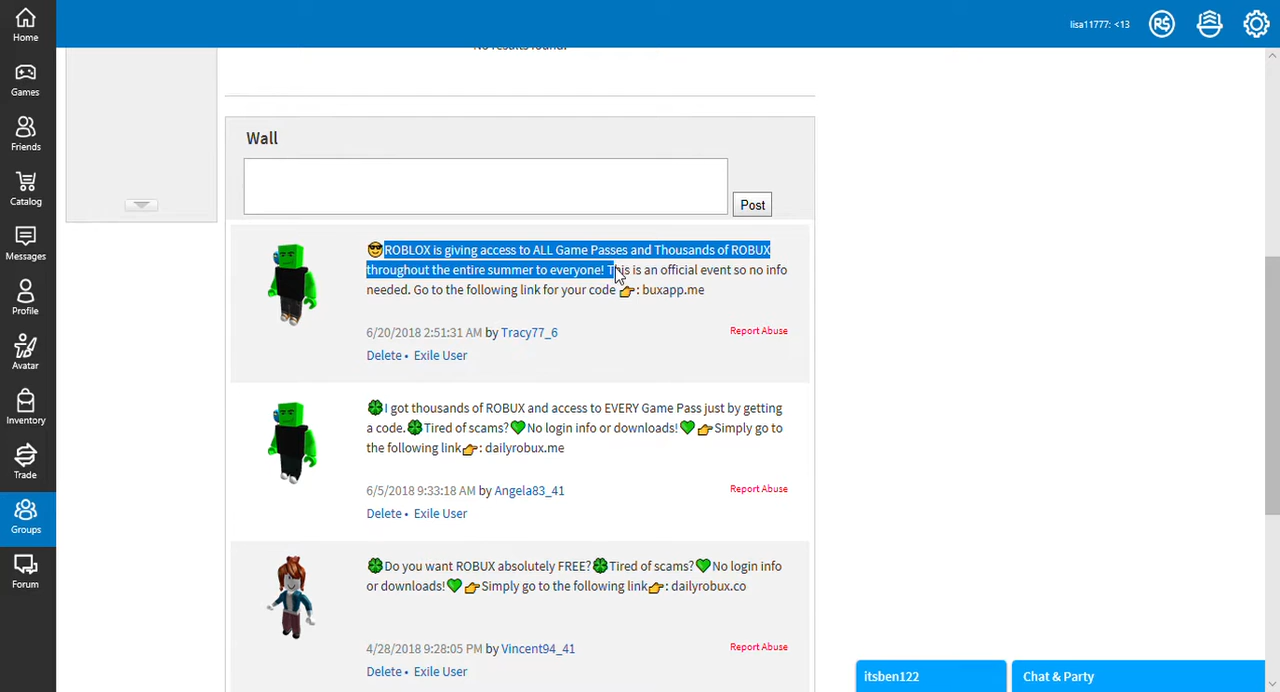 Home
lisa11777: <13
R$
No results found.
Games
Friends
Catalog
Messages
Profile
Avatar
Inventory
Trade
Groups
Forum
Wall
Post
ROBLOX is giving access to ALL Game Passes and Thousands of ROBUX
throughout the entire summer to everyone! This is an official event so no info
needed. Go to the following link for your code 👉: buxapp.me
6/20/2018 2:51:31 AM by Tracy77_6
Report Abuse
Delete • Exile User
I got thousands of ROBUX and access to EVERY Game Pass just by getting
a code.🍀Tired of scams?💚No login info or downloads!💚 👉Simply go to
the following link👉: dailyrobux.me
6/5/2018 9:33:18 AM by Angela83_41
Report Abuse
Delete • Exile User
Do you want ROBUX absolutely FREE?🍀Tired of scams?💚No login info
or downloads!💚 👉Simply go to the following link👉: dailyrobux.co
4/28/2018 9:28:05 PM by Vincent94_41
Report Abuse
Delete • Exile User
itsben122
Chat & Party